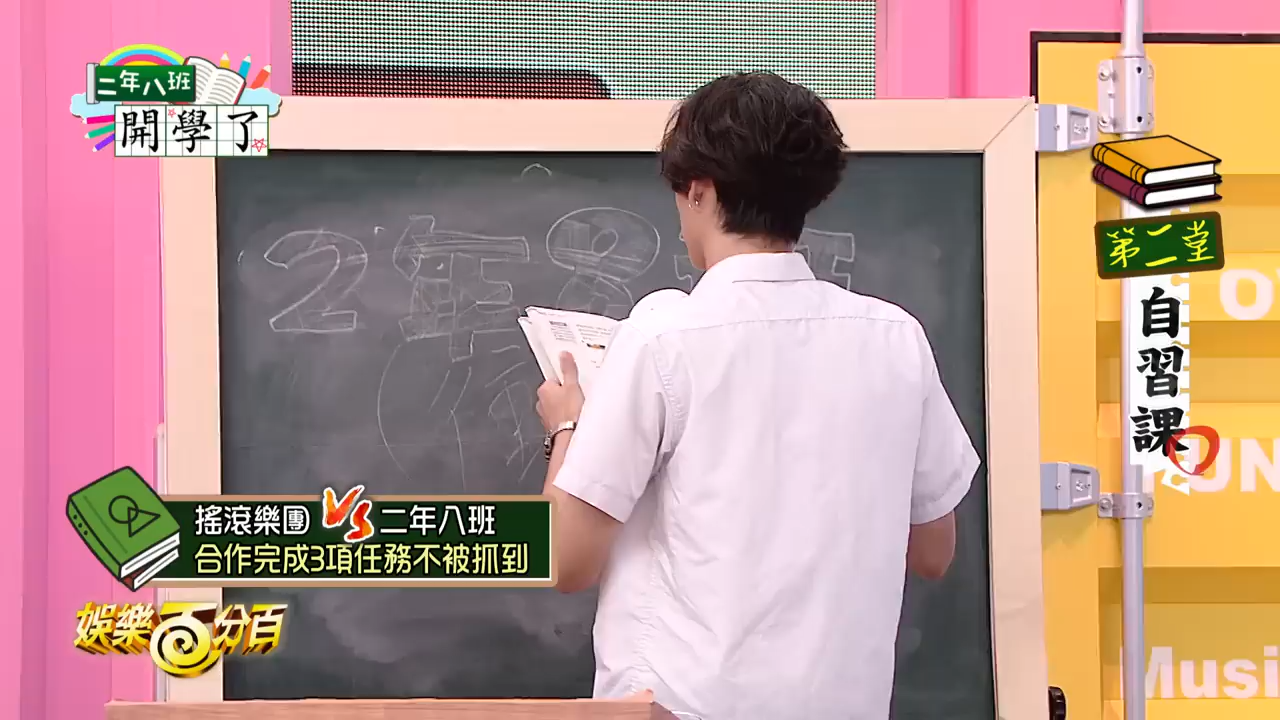 二年八班
開學了
2年8班
第二堂
自習課
搖滾樂團 VS 二年八班
合作完成3項任務不被抓到
娛樂百分百
Musi